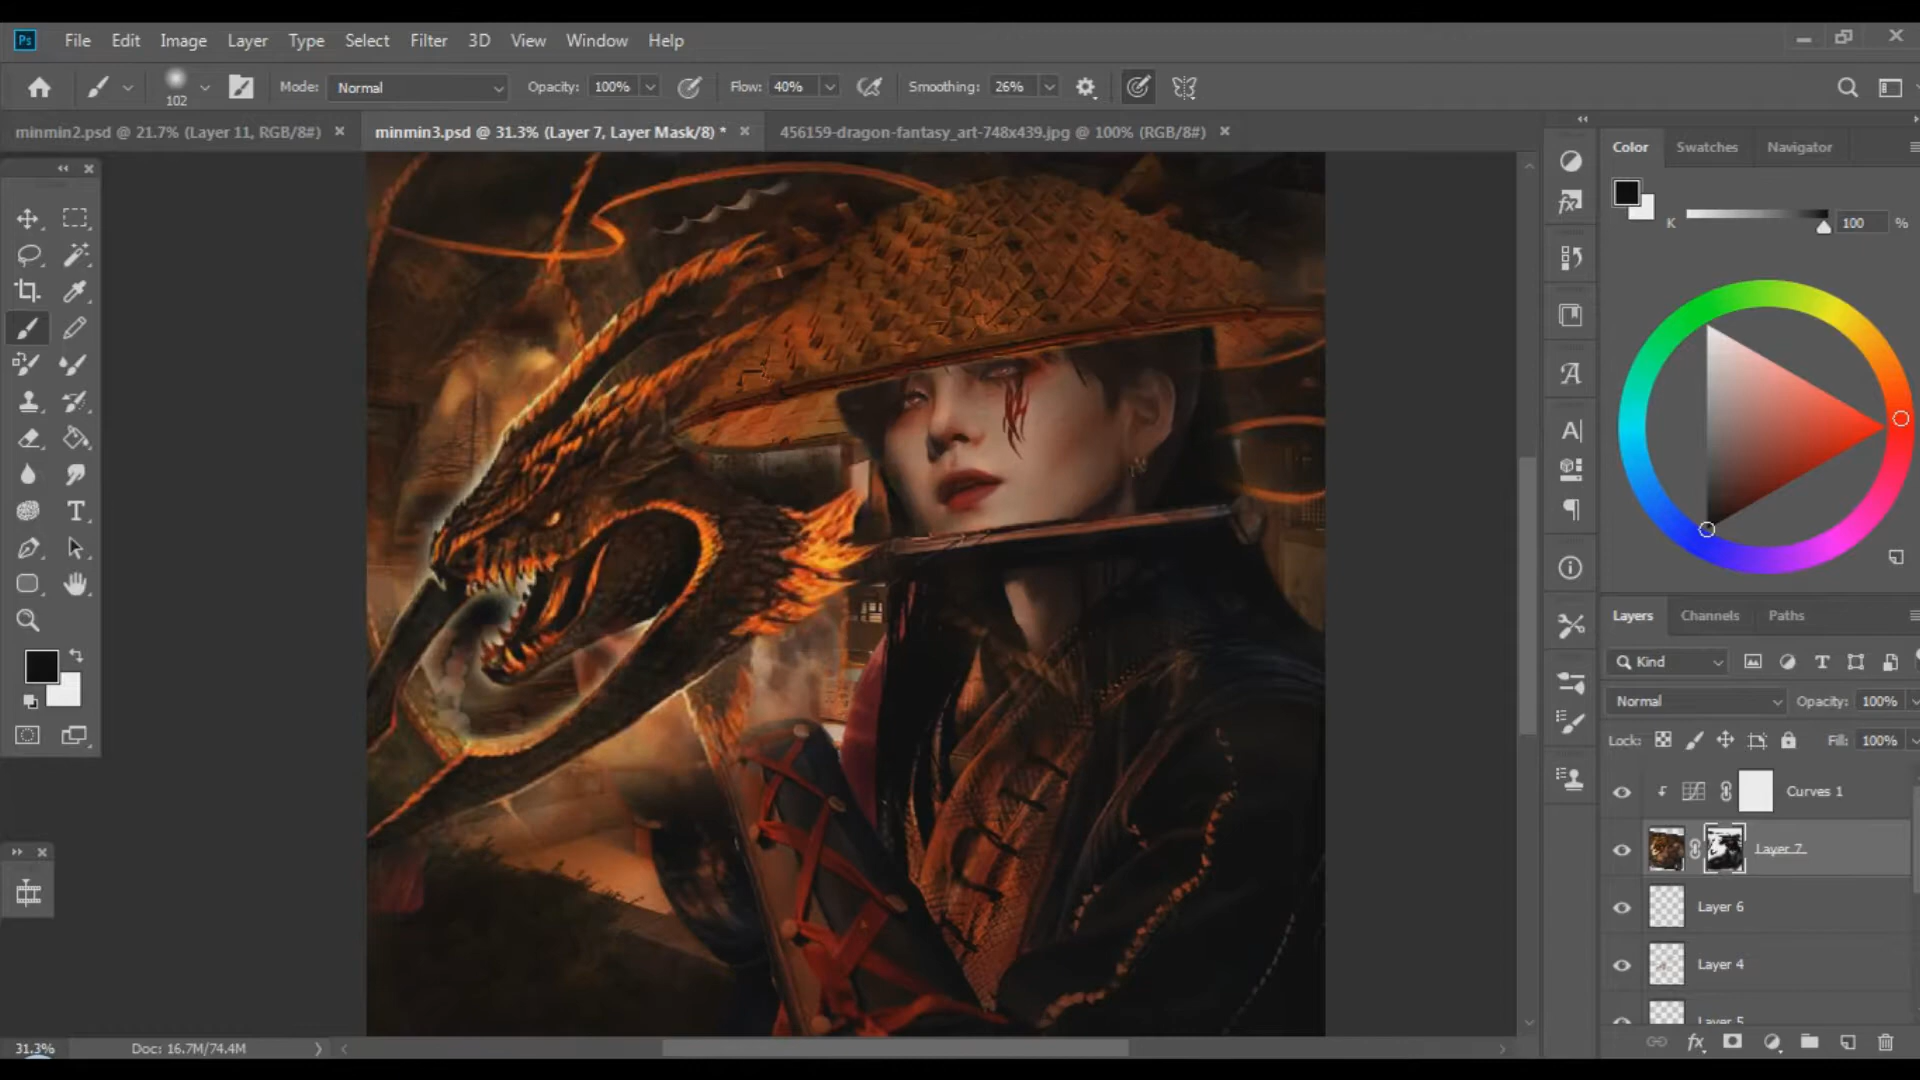 Ps File Edit Image Layer Type Select Filter 3D View Window Help
102 Mode: Normal Opacity: 100% Flow: 40% Smoothing: 26%
minmin2.psd @ 21.7% (Layer 11, RGB/8#) minmin3.psd @ 31.3% (Layer 7, Layer Mask/8) * 456159-dragon-fantasy_art-748x439.jpg @ 100% (RGB/8#)
Color Swatches Navigator
K 100 %
Layers Channels Paths
Kind
Normal Opacity: 100%
Lock: Fill: 100%
Curves 1
Layer 7
Layer 6
Layer 4
Layer 5
31.3% Doc: 16.7M/74.4M